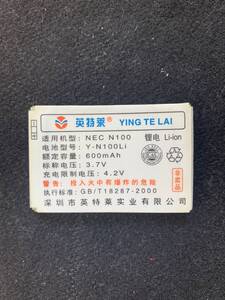 英特莱® YING TE LAI
适用机型: NEC N100 锂电 Li-ion
电池型号: Y-N100Li
额定容量: 600mAh
标称电压: 3.7V
充电限制电压: 4.2V
警告: 投入火中有爆炸的危险
执行标准: GB/T18287-2000
深圳市英特莱实业有限公司
非卖品